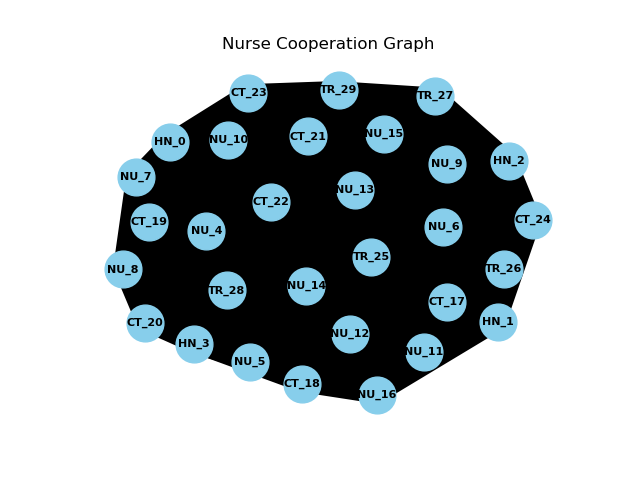 Nurse Cooperation Graph
CT_23
TR_29
TR_27
HN_0
NU_10
CT_21
NU_15
NU_9
HN_2
NU_7
NU_13
CT_22
CT_19
NU_4
NU_6
CT_24
TR_25
NU_8
TR_26
TR_28
NU_14
CT_17
CT_20
HN_1
HN_3
NU_12
NU_5
NU_11
CT_18
NU_16